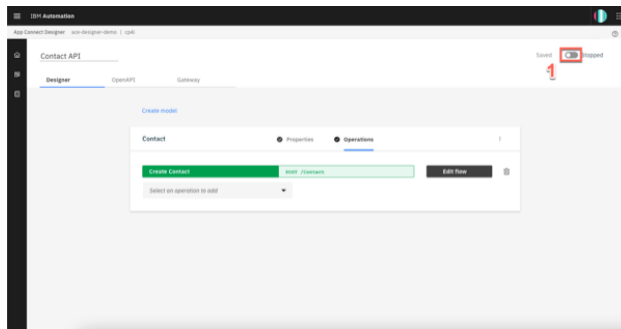 IBM Automation
App Connect Designer ace-designer-demo | cp4i
Contact API
Saved
Stopped
1
Designer OpenAPI Gateway
Create model
Contact Properties Operations
Create Contact POST /Contact Edit flow
Select an operation to add